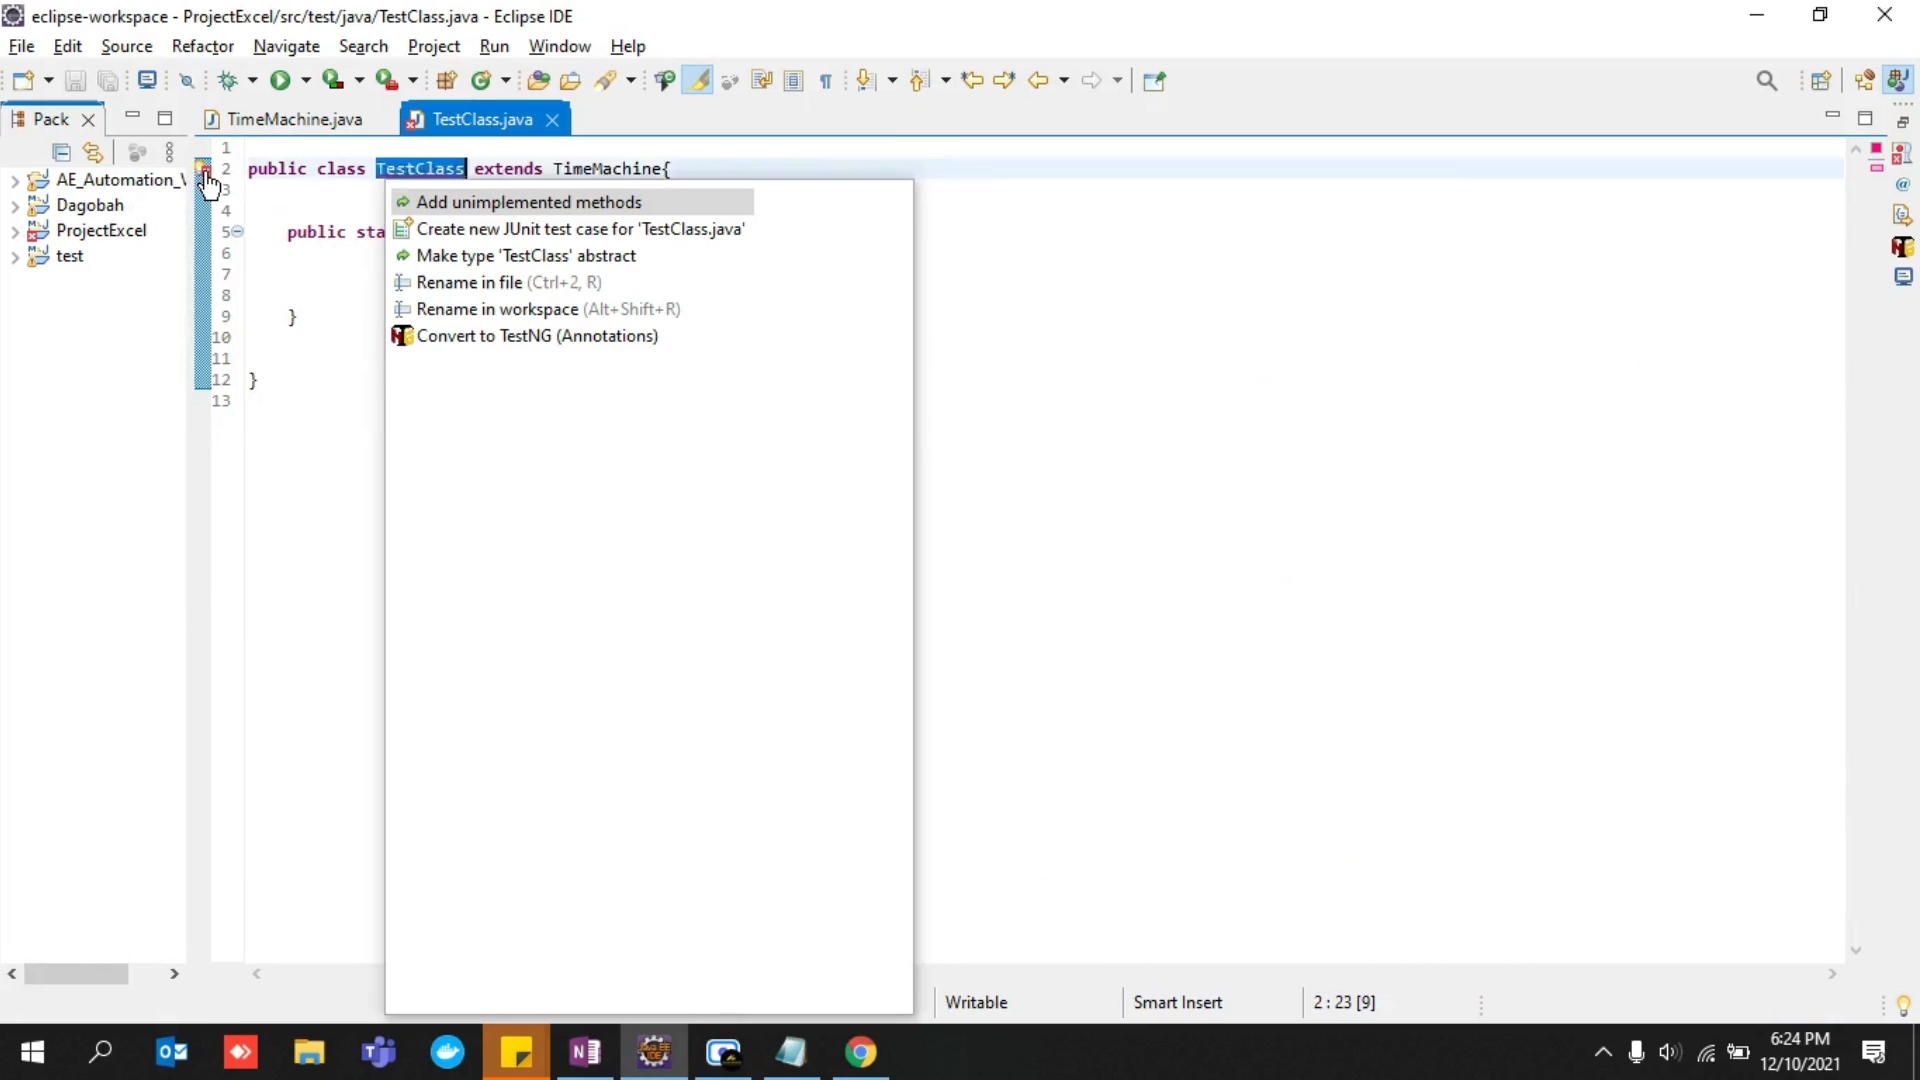 eclipse-workspace - ProjectExcel/src/test/java/TestClass.java - Eclipse IDE
File Edit Source Refactor Navigate Search Project Run Window Help
Pack
TimeMachine.java
TestClass.java
AE_Automation_
Dagobah
ProjectExcel
test
1
2 public class TestClass extends TimeMachine{
3
4
5 public sta
6
7
8
9 }
10
11
12 }
13
Add unimplemented methods
Create new JUnit test case for 'TestClass.java'
Make type 'TestClass' abstract
Rename in file (Ctrl+2, R)
Rename in workspace (Alt+Shift+R)
Convert to TestNG (Annotations)
Writable
Smart Insert
2 : 23 [9]
6:24 PM
12/10/2021